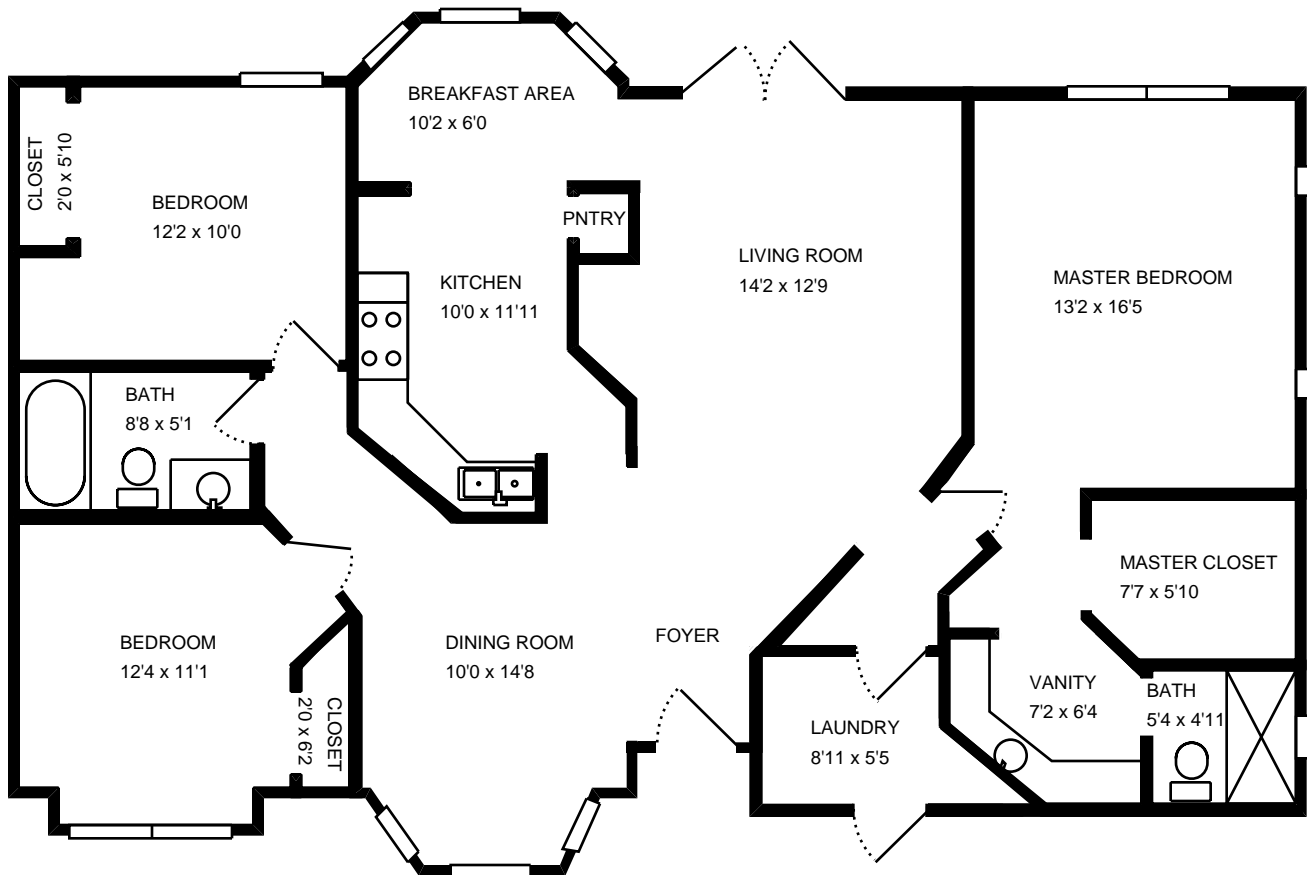 BREAKFAST AREA
10'2 x 6'0
CLOSET
2'0 x 5'10
BEDROOM
12'2 x 10'0
PNTRY
KITCHEN
10'0 x 11'11
LIVING ROOM
14'2 x 12'9
MASTER BEDROOM
13'2 x 16'5
BATH
8'8 x 5'1
MASTER CLOSET
7'7 x 5'10
BEDROOM
12'4 x 11'1
CLOSET
2'0 x 6'2
DINING ROOM
10'0 x 14'8
FOYER
LAUNDRY
8'11 x 5'5
VANITY
7'2 x 6'4
BATH
5'4 x 4'11